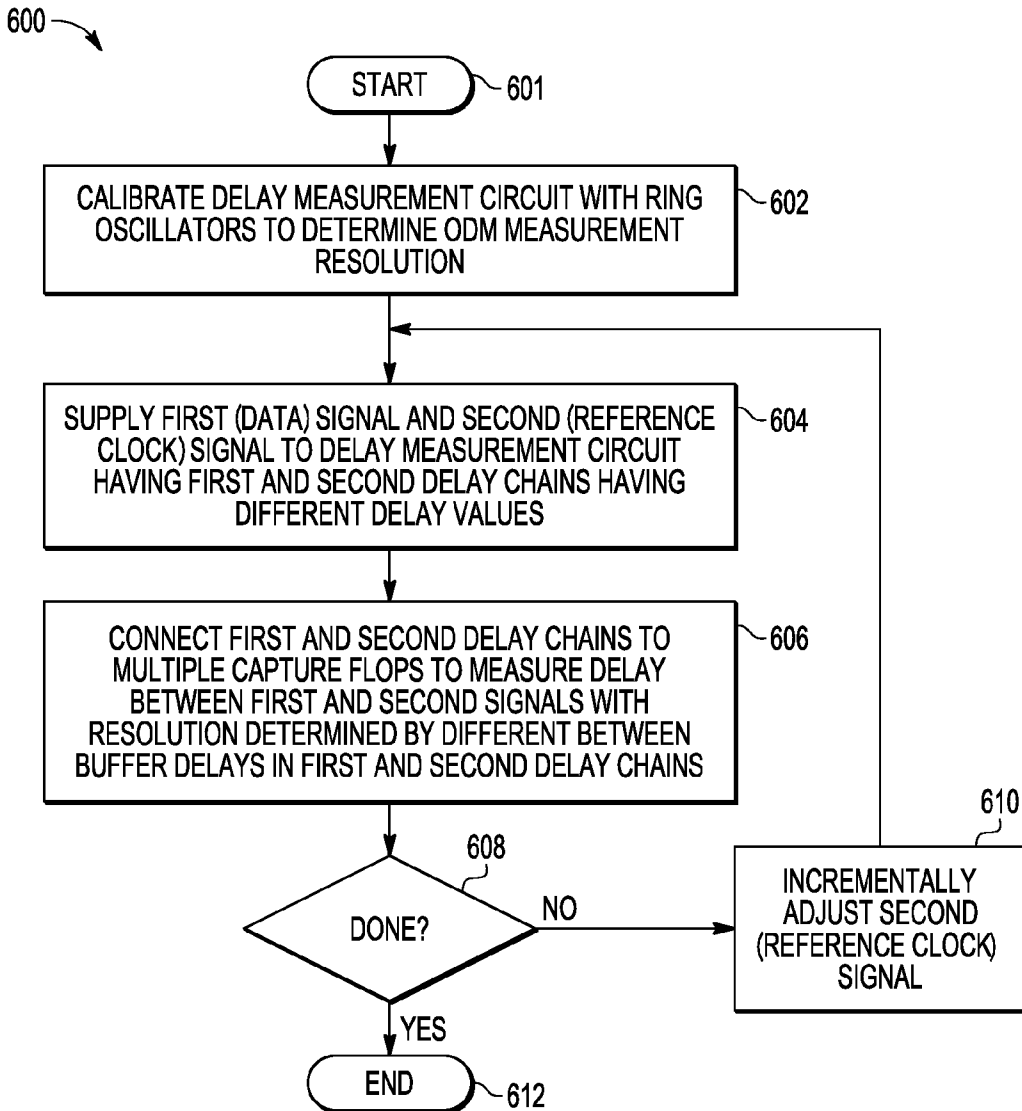 600
START
601
CALIBRATE DELAY MEASUREMENT CIRCUIT WITH RING
OSCILLATORS TO DETERMINE ODM MEASUREMENT
RESOLUTION
602
SUPPLY FIRST (DATA) SIGNAL AND SECOND (REFERENCE
CLOCK) SIGNAL TO DELAY MEASUREMENT CIRCUIT
HAVING FIRST AND SECOND DELAY CHAINS HAVING
DIFFERENT DELAY VALUES
604
CONNECT FIRST AND SECOND DELAY CHAINS TO
MULTIPLE CAPTURE FLOPS TO MEASURE DELAY
BETWEEN FIRST AND SECOND SIGNALS WITH
RESOLUTION DETERMINED BY DIFFERENT BETWEEN
BUFFER DELAYS IN FIRST AND SECOND DELAY CHAINS
606
608
DONE?
NO
610
INCREMENTALLY
ADJUST SECOND
(REFERENCE CLOCK)
SIGNAL
YES
END
612